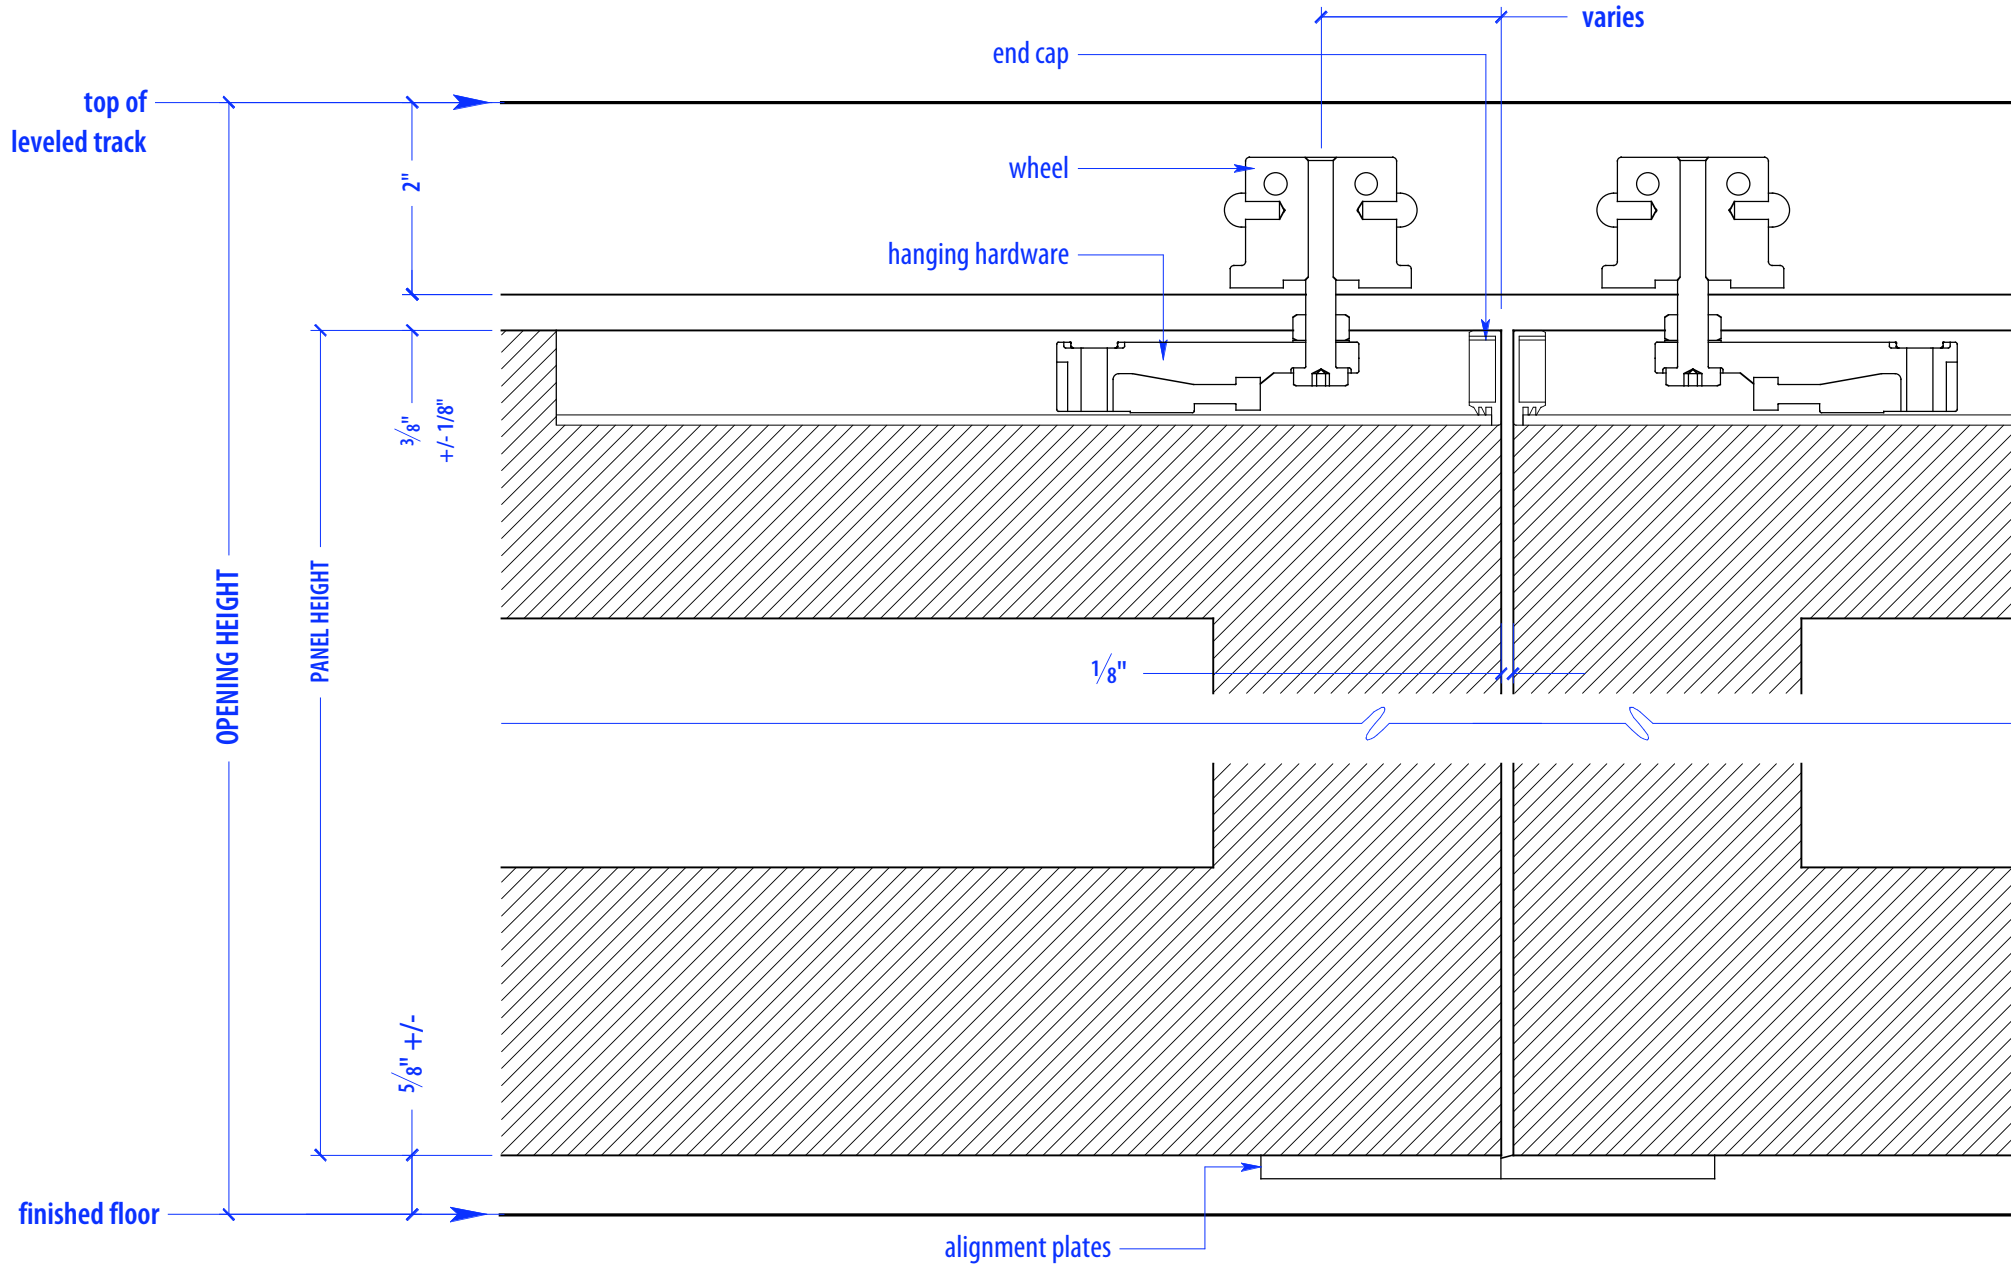 varies
end cap
top of
leveled track
wheel
2"
hanging hardware
3/8"
+/- 1/8"
OPENING HEIGHT
PANEL HEIGHT
1/8"
5/8" +/-
finished floor
alignment plates